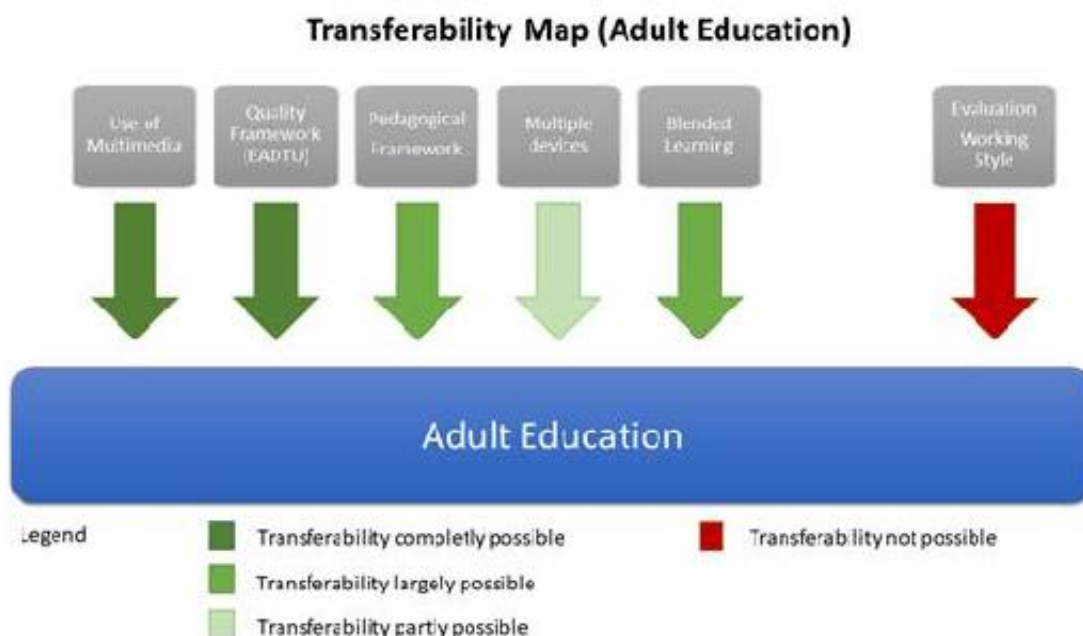 Transferability Map (Adult Education)
Use of
Multimedia
Quality
Framework
(EADTU)
Pedagogical
Framework
Multiple
devices
Blended
Learning
Evaluation
Working
Style
Adult Education
Legend
Transferability completly possible
Transferability not possible
Transferability largely possible
Transferability partly possible